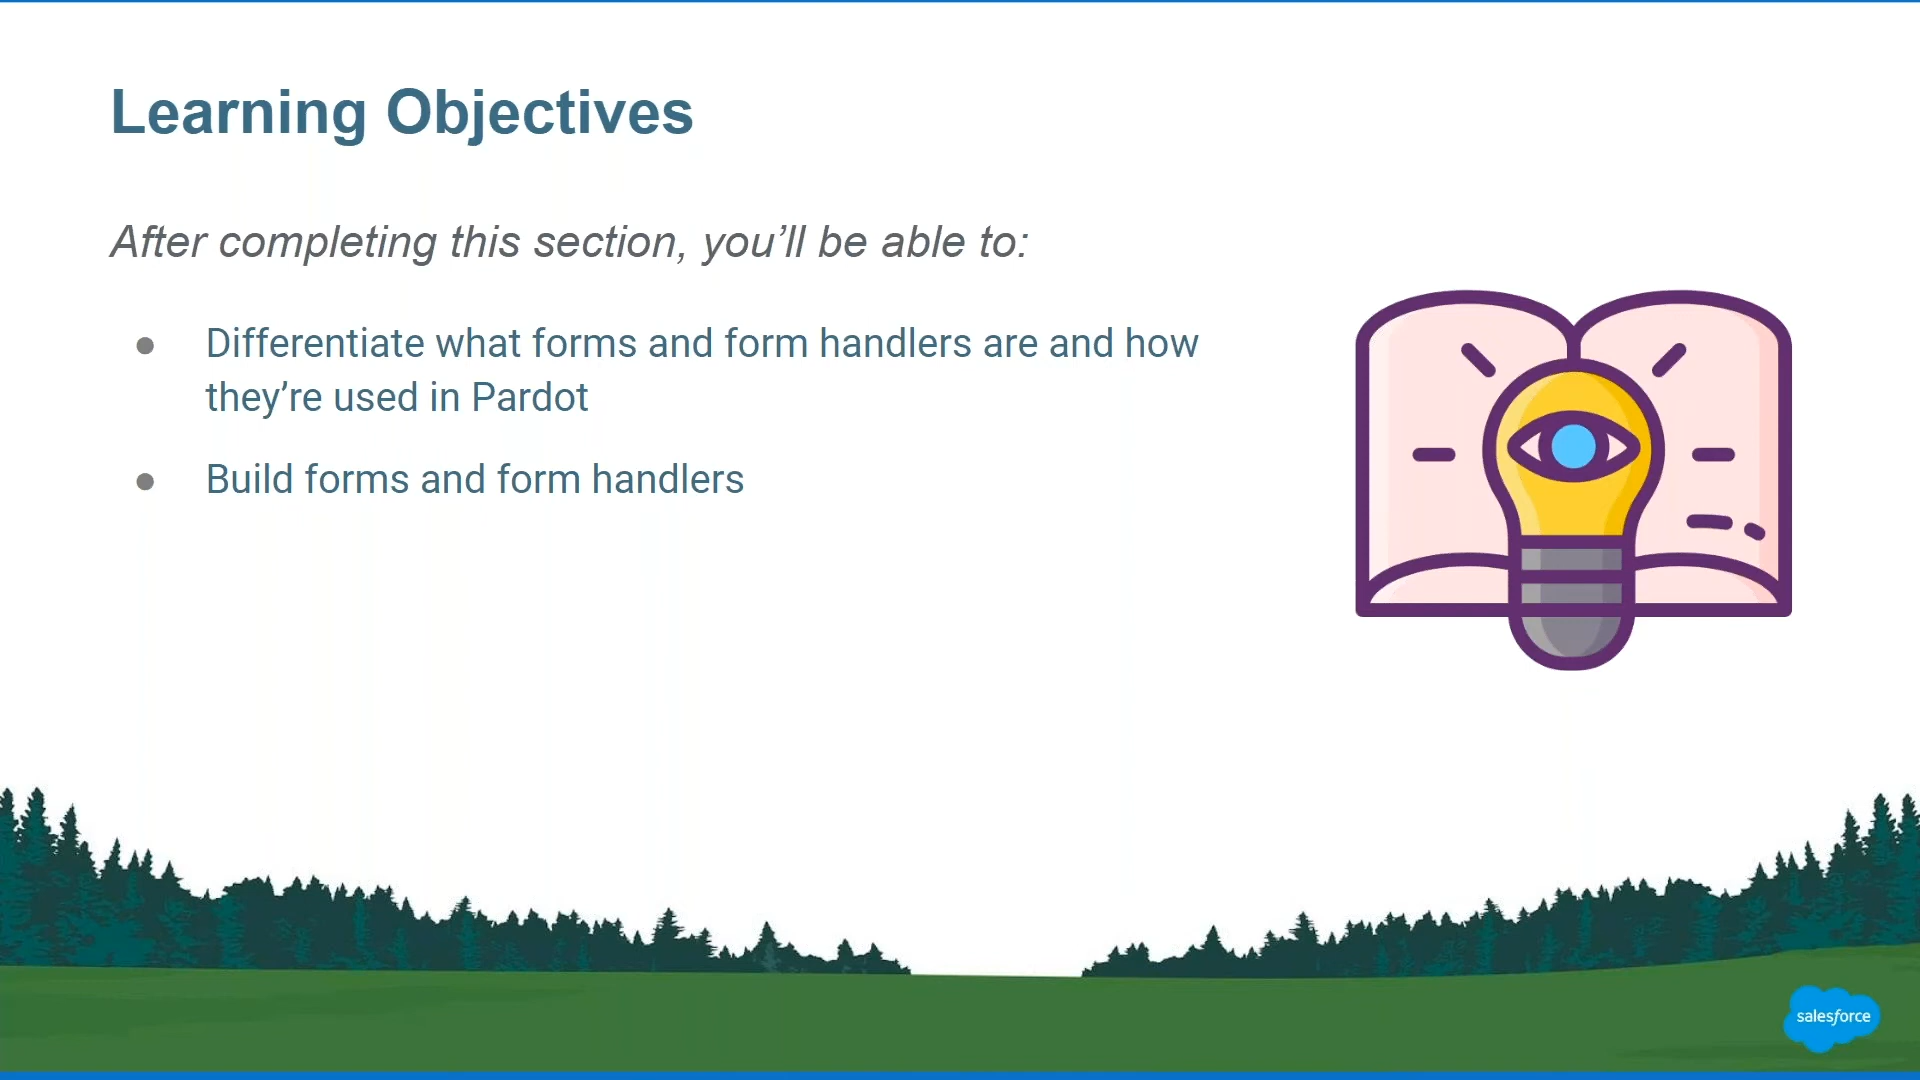 Learning Objectives
After completing this section, you’ll be able to:
● Differentiate what forms and form handlers are and how
they’re used in Pardot
● Build forms and form handlers
salesforce